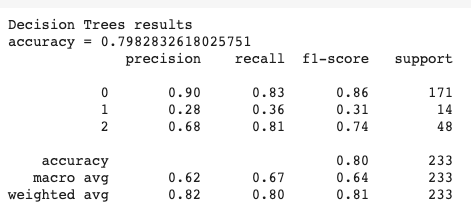 Decision Trees results
accuracy = 0.7982832618025751
precision recall f1-score support
0 0.90 0.83 0.86 171
1 0.28 0.36 0.31 14
2 0.68 0.81 0.74 48
accuracy 0.80 233
macro avg 0.62 0.67 0.64 233
weighted avg 0.82 0.80 0.81 233